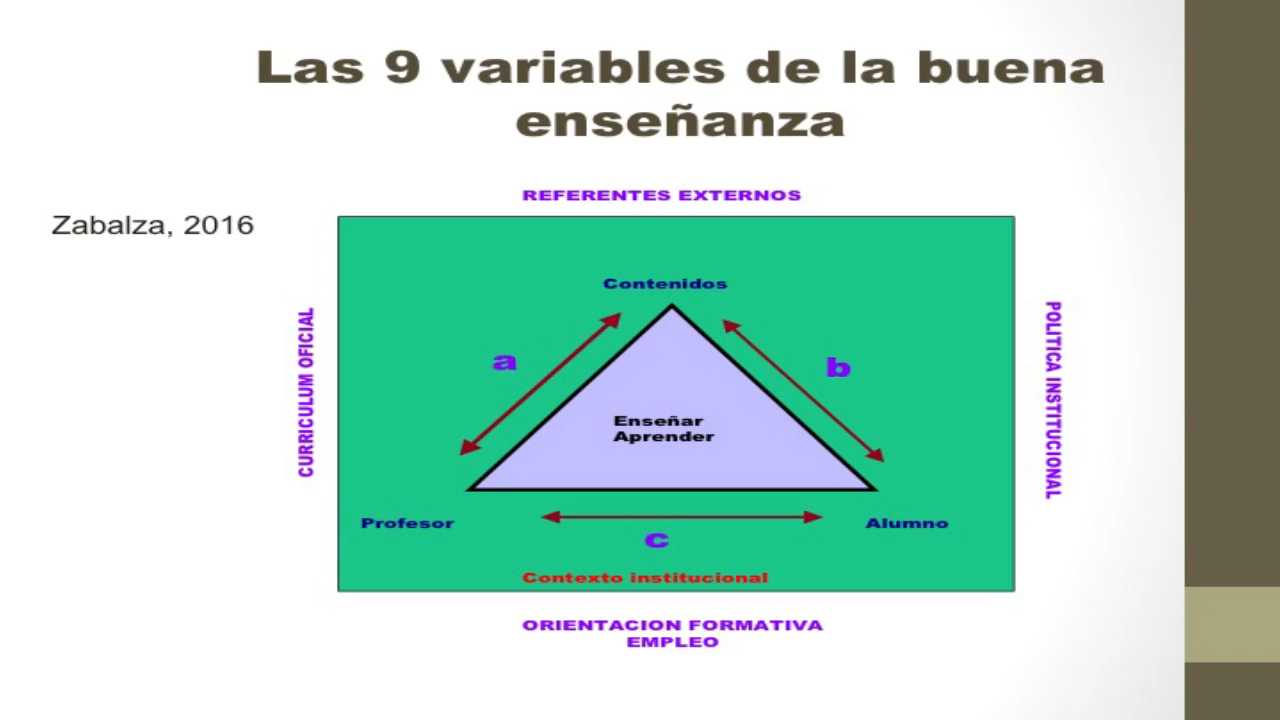 Las 9 variables de la buena
enseñanza
REFERENTES EXTERNOS
Zabalza, 2016
Contenidos
CURRICULUM OFICIAL
POLITICA INSTITUCIONAL
a
b
Enseñar
Aprender
Profesor
Alumno
c
Contexto institucional
ORIENTACION FORMATIVA
EMPLEO